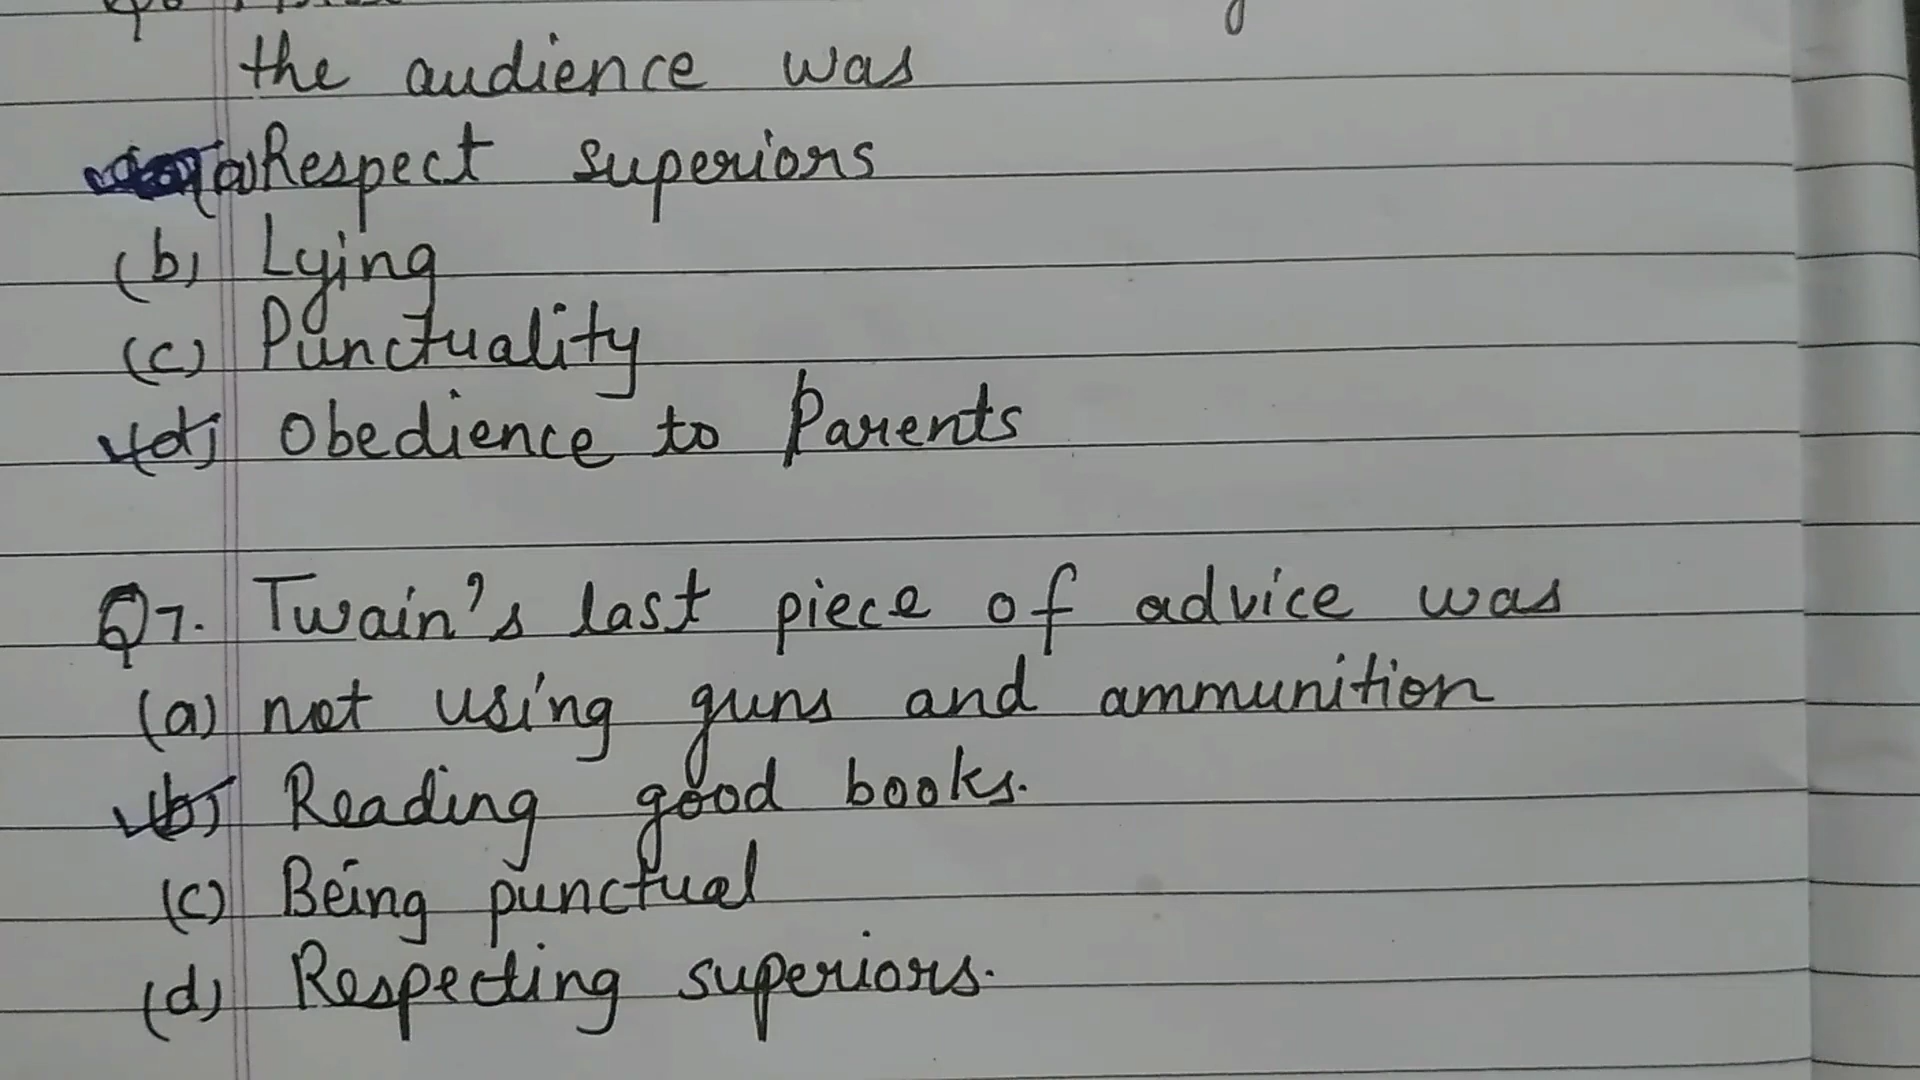 the audience was
(a) Respect superiors
(b) Lying
(c) Punctuality
(d) Obedience to Parents
Q7. Twain's last piece of advice was
(a) not using guns and ammunition
(b) Reading good books.
(c) Being punctual
(d) Respecting superiors.